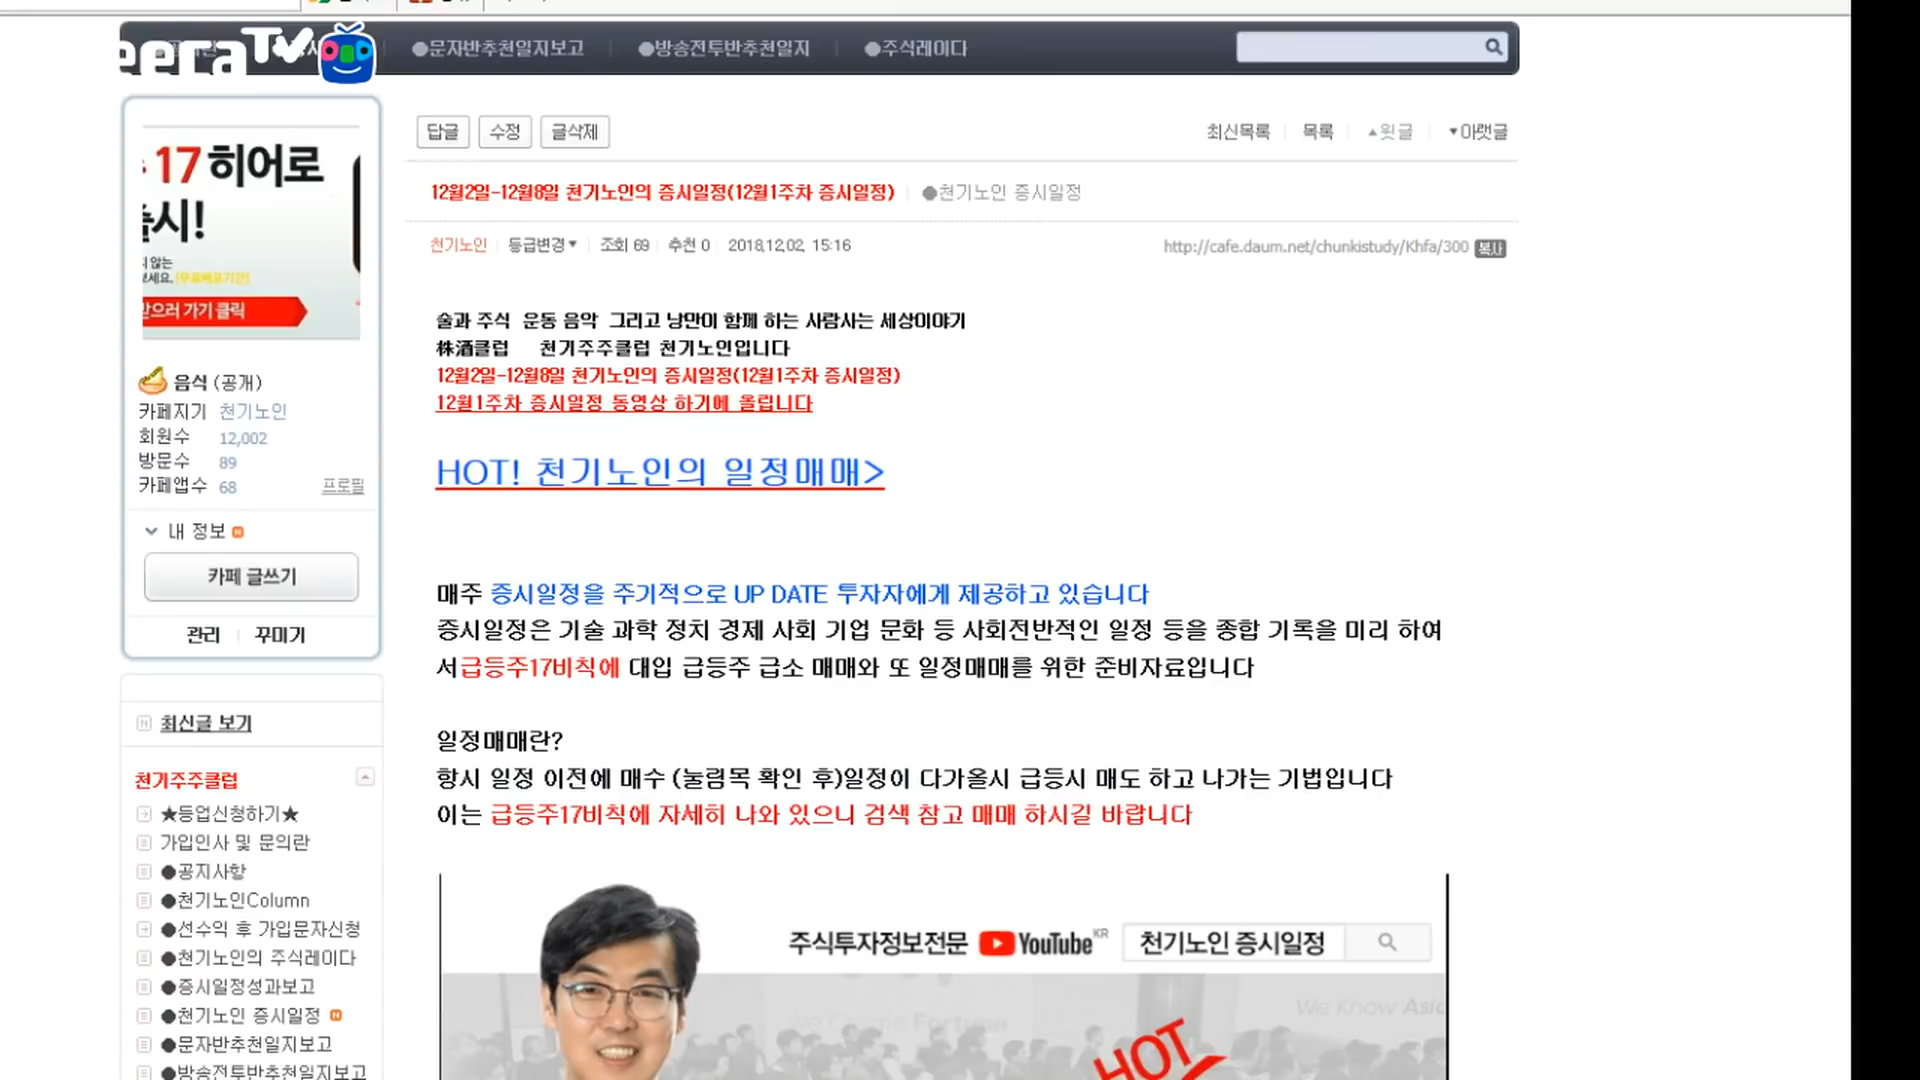 eeraTV
●문자반추천일지보고
●방송전투반추천일지
●주식레이다
답글 수정 글삭제
최신목록 목록 ▲윗글 ▼아랫글
12월2일-12월8일 천기노인의 증시일정(12월1주차 증시일정) ●천기노인 증시일정
천기노인 등급변경▼ 조회 69 추천 0 2018.12.02. 15:16
http://cafe.daum.net/chunkistudy/Khfa/300 복사
17 히어로
시!
않는
보세요.
받으러 가기 클릭
음식 (공개)
카페지기 천기노인
회원수 12,002
방문수 89
카페앱수 68 프로필
내 정보 N
카페 글쓰기
관리 꾸미기
최신글 보기
천기주주클럽
★등업신청하기★
가입인사 및 문의란
●공지사항
●천기노인Column
●선수익 후 가입문자신청
●천기노인의 주식레이다
●증시일정성과보고
●천기노인 증시일정 N
●문자반추천일지보고
●방송전투반추천일지보고
술과 주식 운동 음악 그리고 낭만이 함께 하는 사람사는 세상이야기
株酒클럽 천기주주클럽 천기노인입니다
12월2일-12월8일 천기노인의 증시일정(12월1주차 증시일정)
12월1주차 증시일정 동영상 하기에 올립니다
HOT! 천기노인의 일정매매>
매주 증시일정을 주기적으로 UP DATE 투자자에게 제공하고 있습니다
증시일정은 기술 과학 정치 경제 사회 기업 문화 등 사회전반적인 일정 등을 종합 기록을 미리 하여
서급등주17비칙에 대입 급등주 급소 매매와 또 일정매매를 위한 준비자료입니다
일정매매란?
항시 일정 이전에 매수 (눌림목 확인 후)일정이 다가올시 급등시 매도 하고 나가는 기법입니다
이는 급등주17비칙에 자세히 나와 있으니 검색 참고 매매 하시길 바랍니다
주식투자정보전문 YouTube KR 천기노인 증시일정
We Know Asia
We Create Fortune
HOT